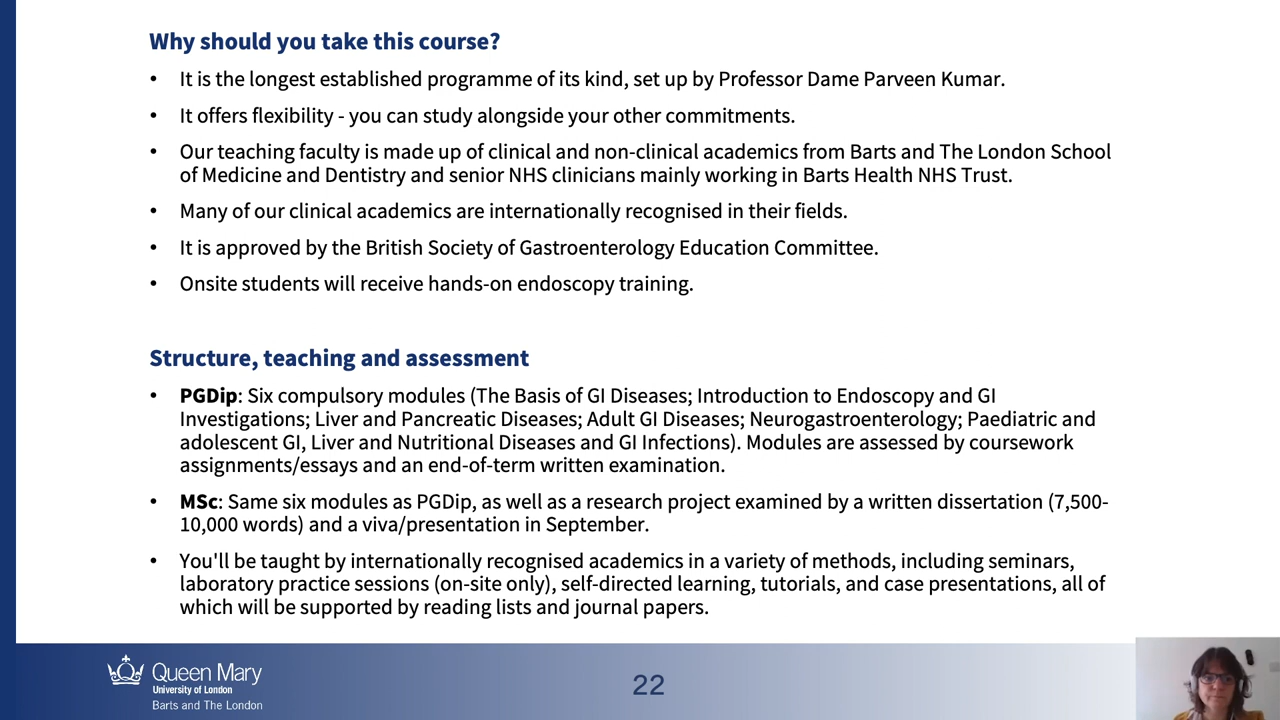 Why should you take this course?
• It is the longest established programme of its kind, set up by Professor Dame Parveen Kumar.
• It offers flexibility - you can study alongside your other commitments.
• Our teaching faculty is made up of clinical and non-clinical academics from Barts and The London School
of Medicine and Dentistry and senior NHS clinicians mainly working in Barts Health NHS Trust.
• Many of our clinical academics are internationally recognised in their fields.
• It is approved by the British Society of Gastroenterology Education Committee.
• Onsite students will receive hands-on endoscopy training.
Structure, teaching and assessment
• PGDip: Six compulsory modules (The Basis of GI Diseases; Introduction to Endoscopy and GI
Investigations; Liver and Pancreatic Diseases; Adult GI Diseases; Neurogastroenterology; Paediatric and
adolescent GI, Liver and Nutritional Diseases and GI Infections). Modules are assessed by coursework
assignments/essays and an end-of-term written examination.
• MSc: Same six modules as PGDip, as well as a research project examined by a written dissertation (7,500-
10,000 words) and a viva/presentation in September.
• You'll be taught by internationally recognised academics in a variety of methods, including seminars,
laboratory practice sessions (on-site only), self-directed learning, tutorials, and case presentations, all of
which will be supported by reading lists and journal papers.
Queen Mary
University of London
Barts and The London
22